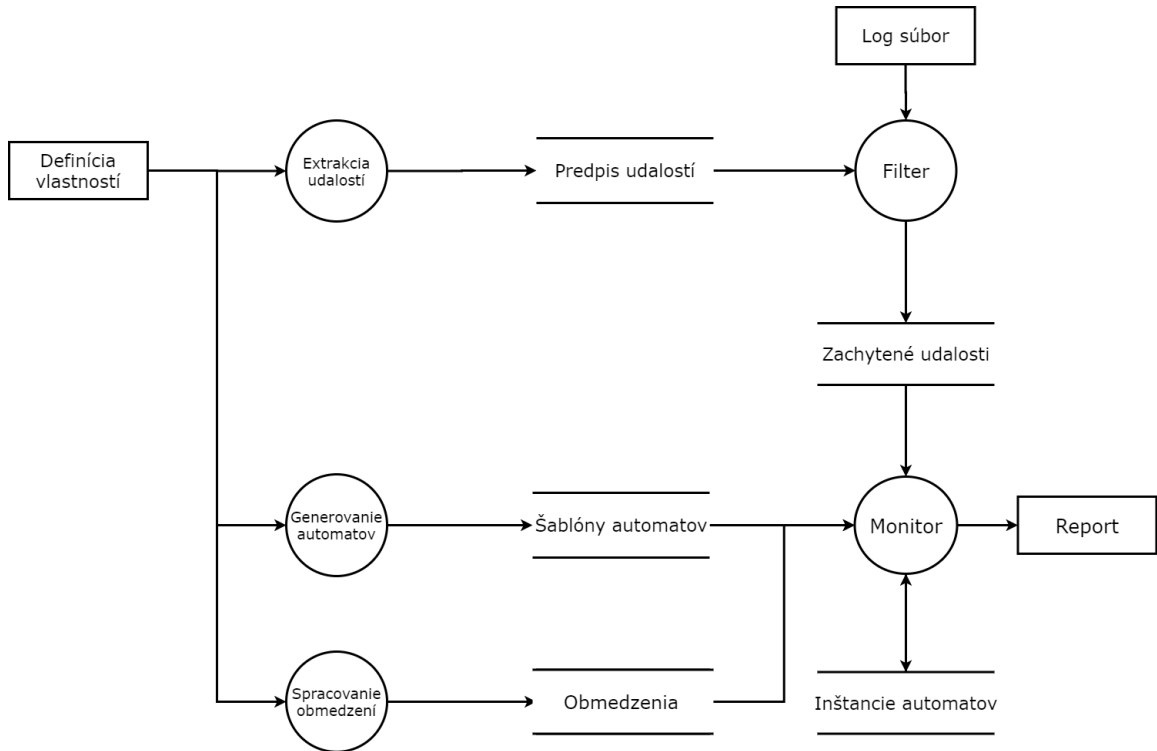 Log súbor
Definícia
vlastností
Extrakcia
udalostí
Predpis udalostí
Filter
Zachytené udalosti
Generovanie
automatov
Šablóny automatov
Monitor
Report
Spracovanie
obmedzení
Obmedzenia
Inštancie automatov